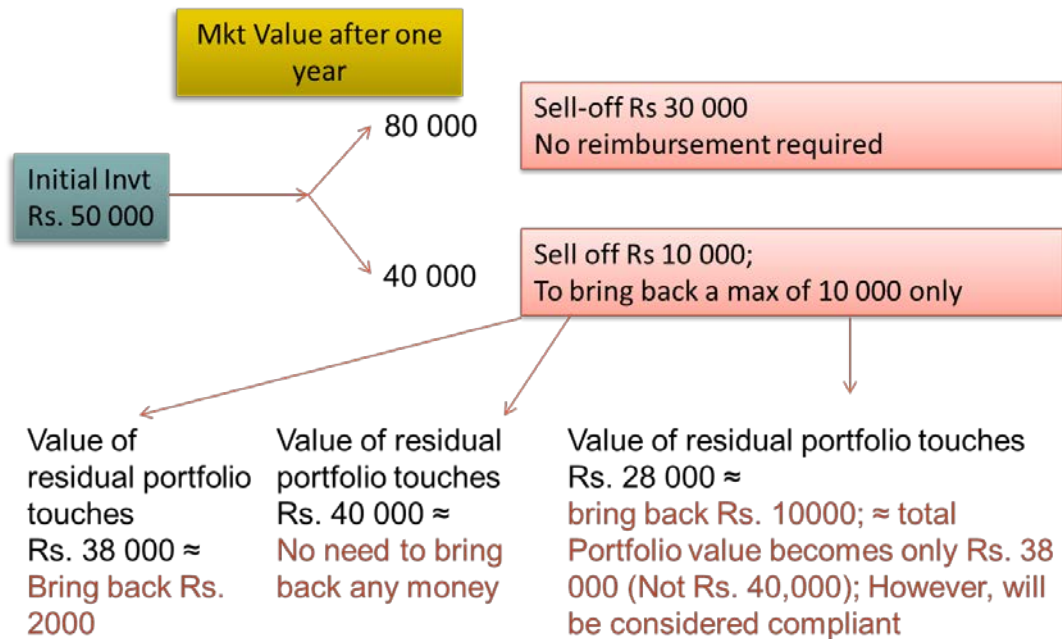 Mkt Value after one
year
Initial Invt
Rs. 50 000
80 000
40 000
Sell-off Rs 30 000
No reimbursement required
Sell off Rs 10 000;
To bring back a max of 10 000 only
Value of
residual portfolio
touches
Rs. 38 000 ≈
Bring back Rs.
2000
Value of residual
portfolio touches
Rs. 40 000 ≈
No need to bring
back any money
Value of residual portfolio touches
Rs. 28 000 ≈
bring back Rs. 10000; ≈ total
Portfolio value becomes only Rs. 38
000 (Not Rs. 40,000); However, will
be considered compliant